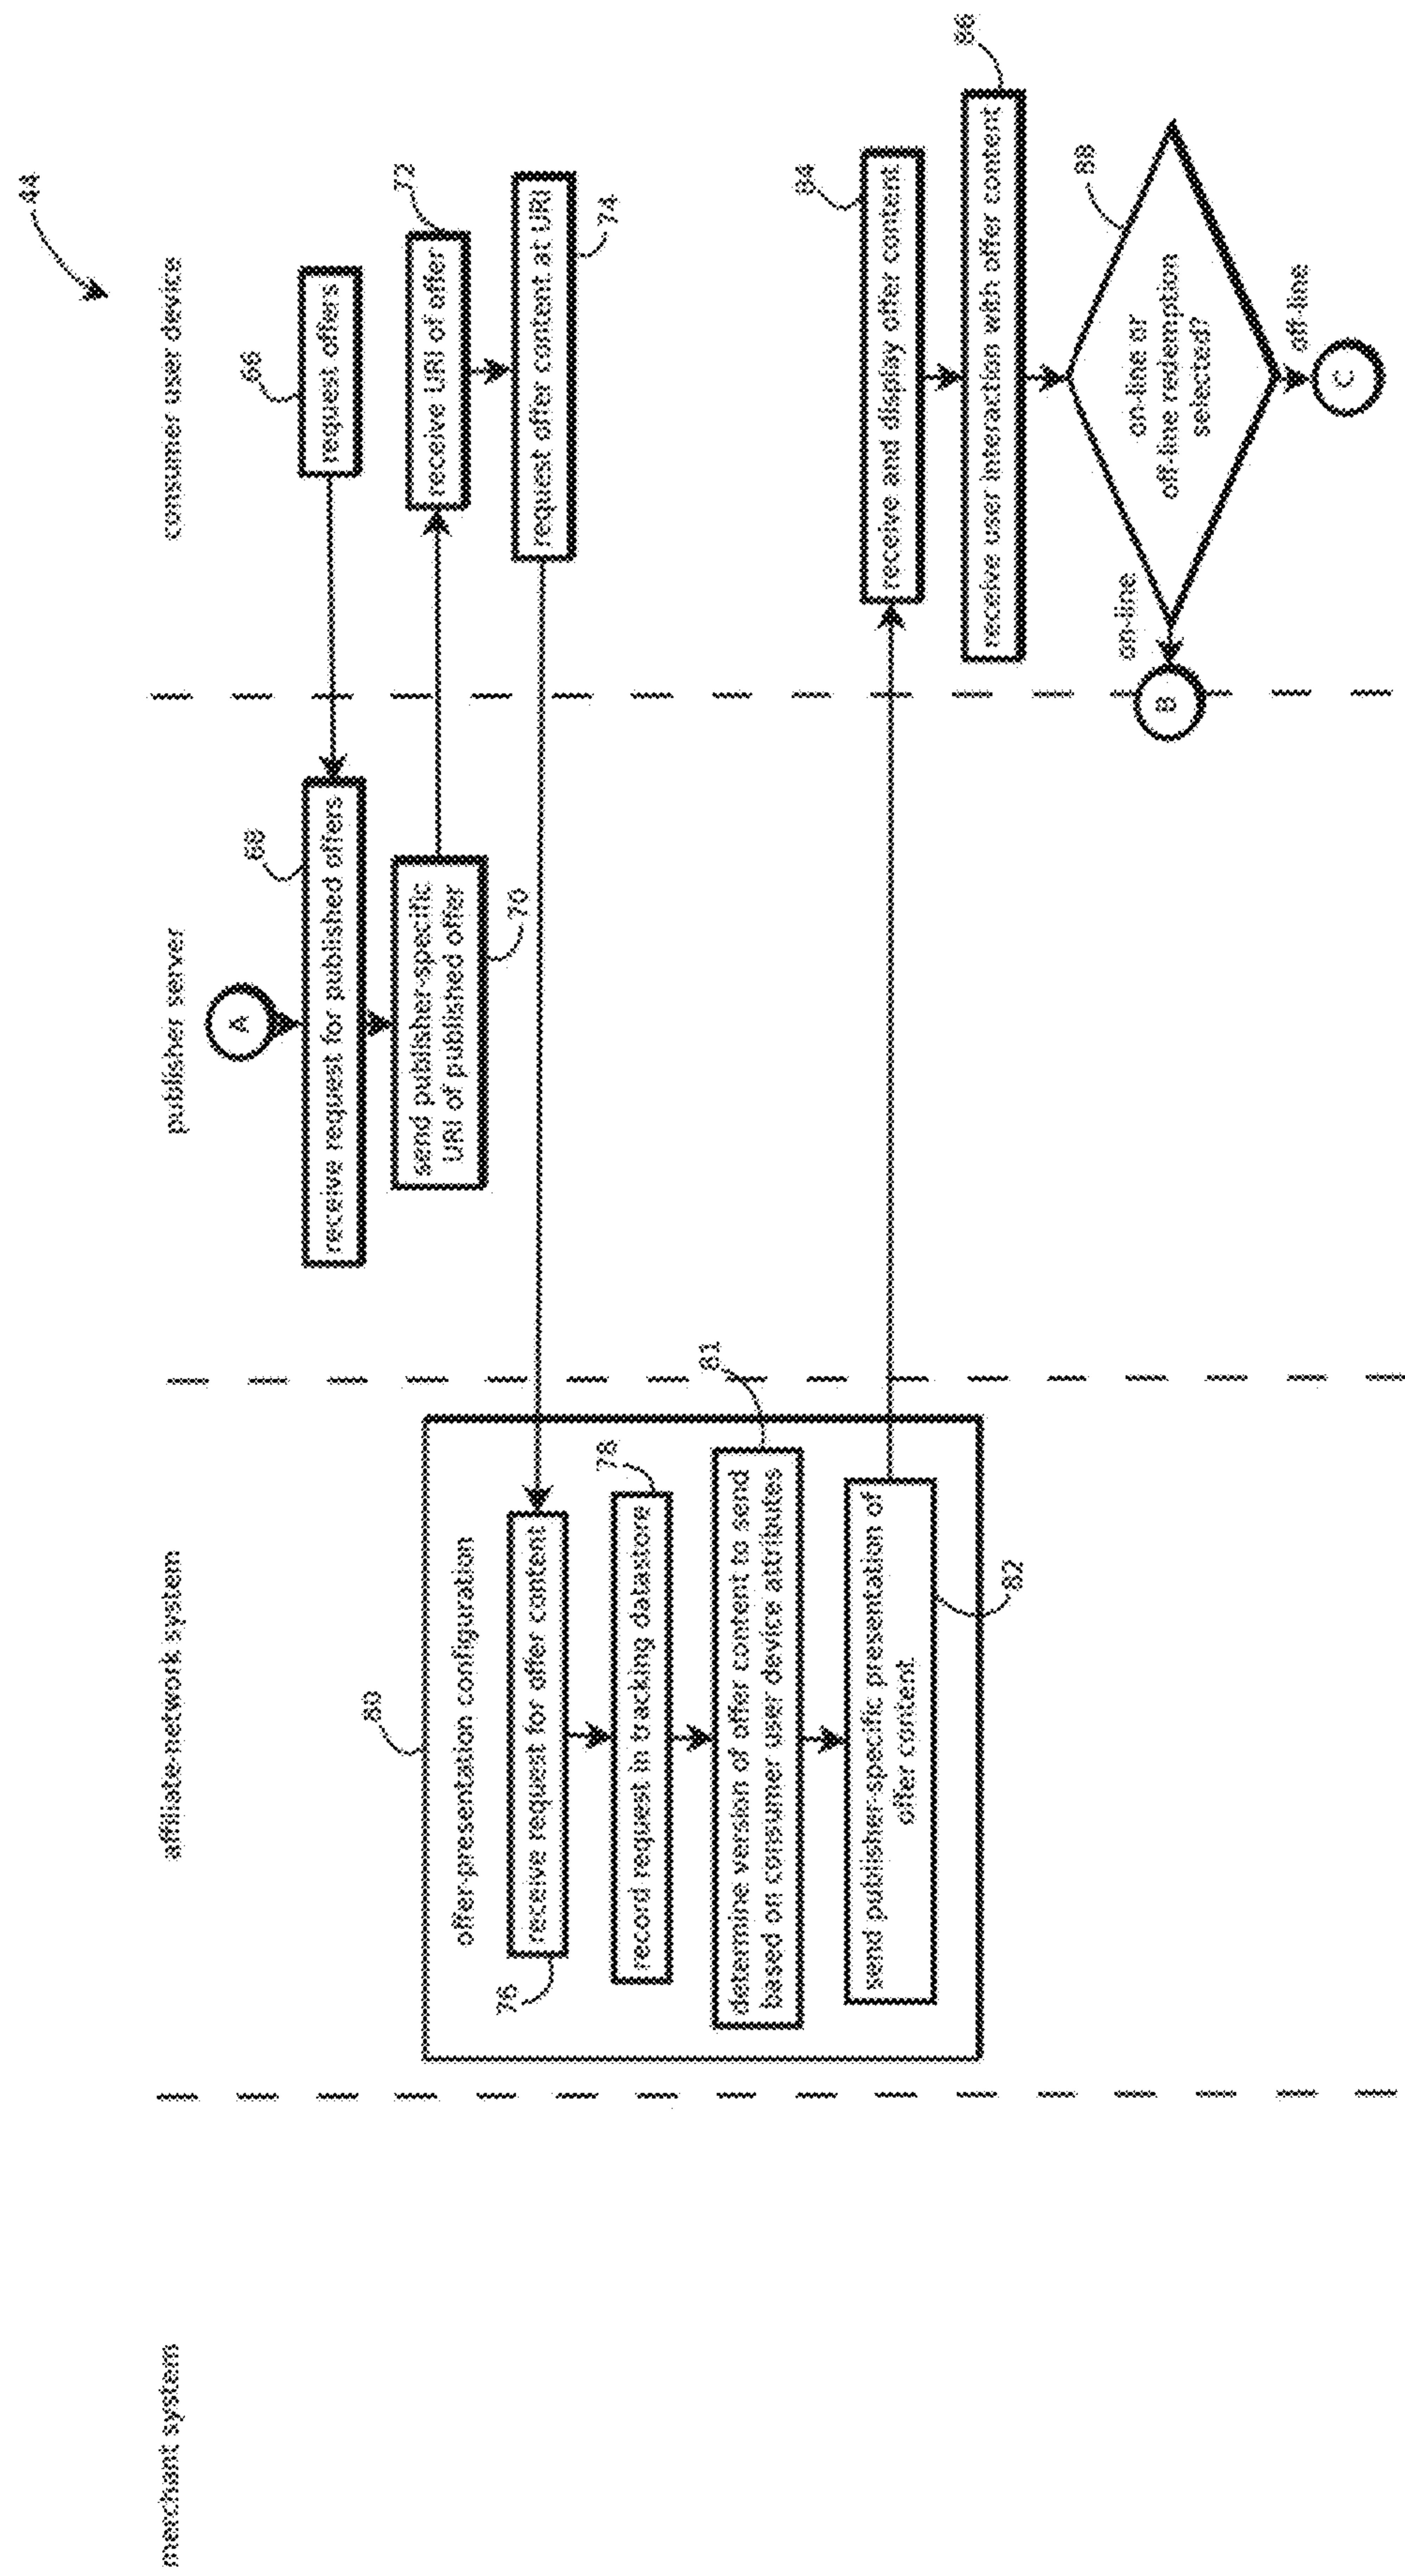 44
merchant system
affiliate-network system
publisher server
consumer user device
A
66
request offers
68
receive request for published offers
70
send publisher-specific
URI of published offer
72
receive URI of offer
74
request offer content at URI
80
offer-presentation configuration
76
receive request for offer content
78
record request in tracking datastore
81
determine version of offer content to send
based on consumer user device attributes
82
send publisher-specific presentation of
offer content
84
receive and display offer content
86
receive user interaction with offer content
88
on-line or
off-line redemption
selected?
on-line
B
off-line
C